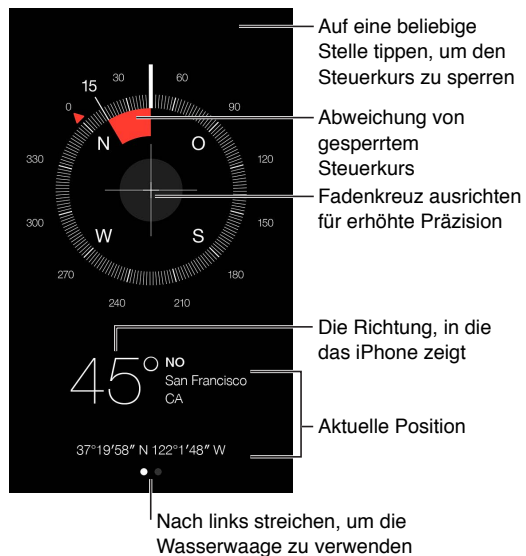 Auf eine beliebige
Stelle tippen, um den
Steuerkurs zu sperren
Abweichung von
gesperrtem
Steuerkurs
Fadenkreuz ausrichten
für erhöhte Präzision
Die Richtung, in die
das iPhone zeigt
Aktuelle Position
Nach links streichen, um die
Wasserwaage zu verwenden
15
0
30
60
90
120
150
180
210
240
270
300
330
N
O
S
W
45°
NO
San Francisco
CA
37°19′58″ N 122°1′48″ W